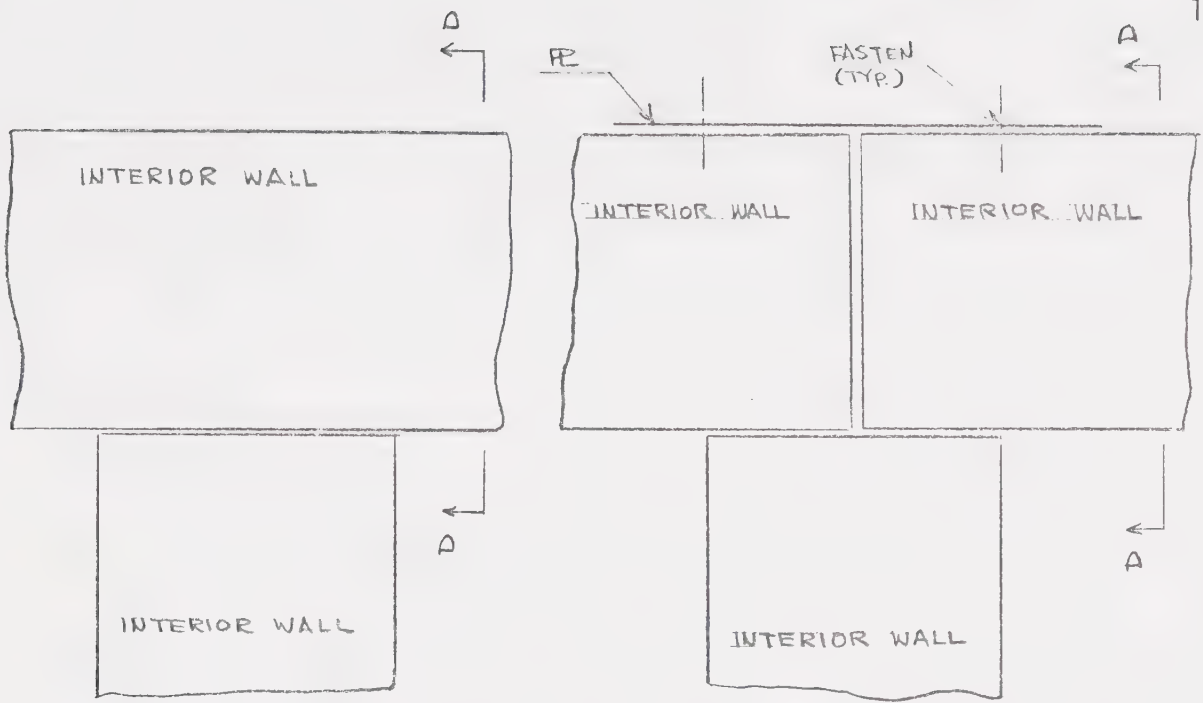 D
A
PL
FASTEN
(TYP.)
INTERIOR WALL
INTERIOR WALL
INTERIOR WALL
D
A
INTERIOR WALL
INTERIOR WALL